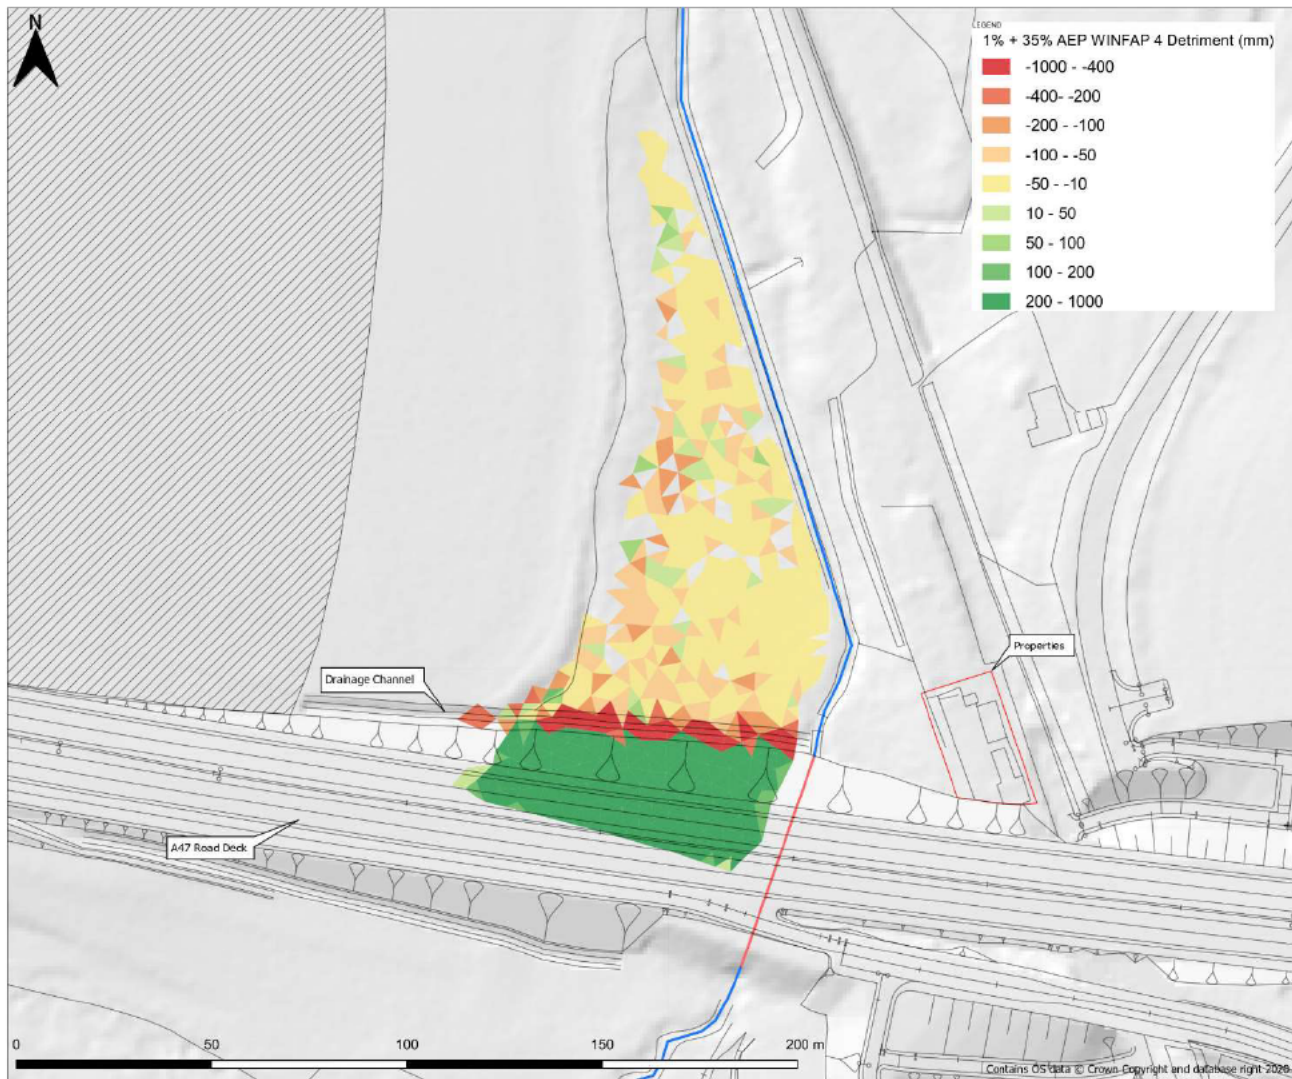 N
LEGEND
1% + 35% AEP WINFAP 4 Detriment (mm)
-1000 - -400
-400- -200
-200 - -100
-100 - -50
-50 - -10
10 - 50
50 - 100
100 - 200
200 - 1000
Properties
Drainage Channel
A47 Road Deck
0 50 100 150 200 m
Contains OS data © Crown Copyright and database right 2020